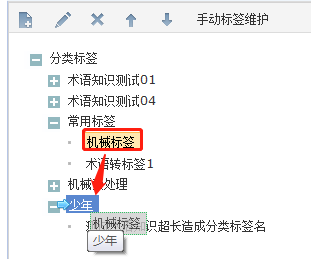 手动标签维护
分类标签
术语知识测试01
术语知识测试04
常用标签
机械标签
术语转标签1
机械 处理
少年
机械标签
识超长造成分类标签名
少年